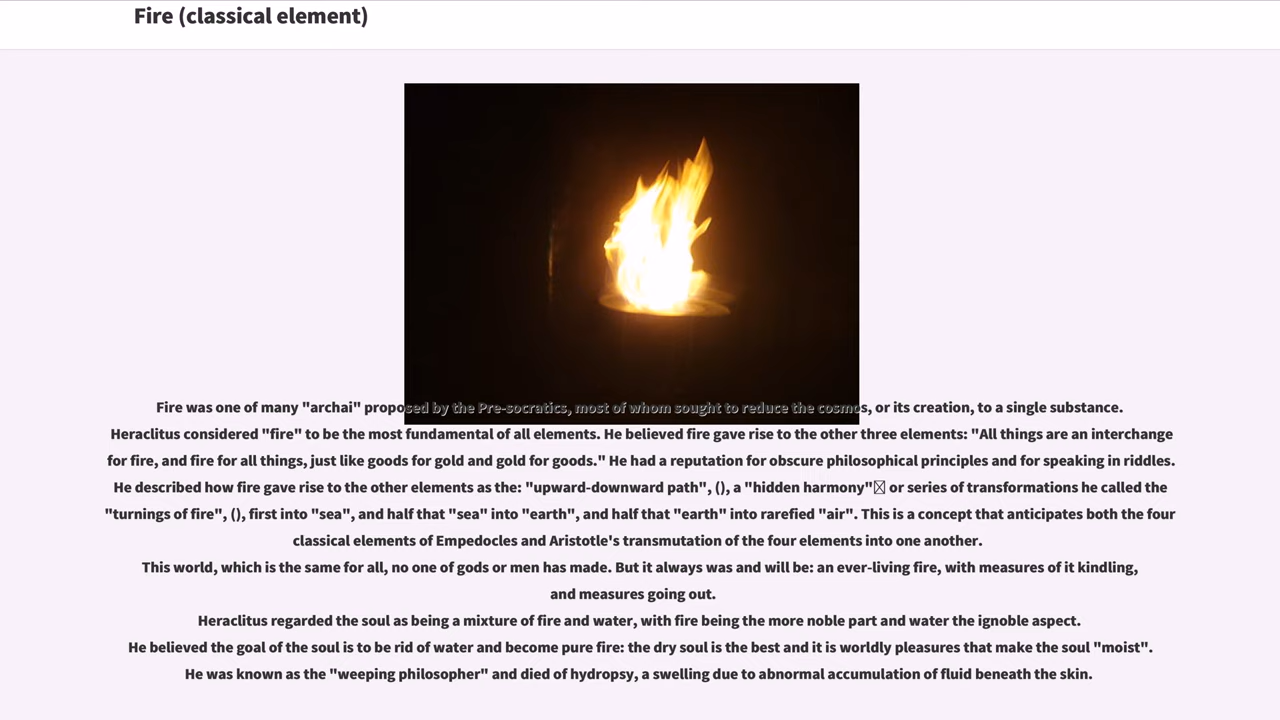 Fire (classical element)
Fire was one of many "archai" proposed by the Pre-socratics, most of whom sought to reduce the cosmos, or its creation, to a single substance.
Heraclitus considered "fire" to be the most fundamental of all elements. He believed fire gave rise to the other three elements: "All things are an interchange
for fire, and fire for all things, just like goods for gold and gold for goods." He had a reputation for obscure philosophical principles and for speaking in riddles.
He described how fire gave rise to the other elements as the: "upward-downward path", (), a "hidden harmony" or series of transformations he called the
"turnings of fire", (), first into "sea", and half that "sea" into "earth", and half that "earth" into rarefied "air". This is a concept that anticipates both the four
classical elements of Empedocles and Aristotle's transmutation of the four elements into one another.
This world, which is the same for all, no one of gods or men has made. But it always was and will be: an ever-living fire, with measures of it kindling,
and measures going out.
Heraclitus regarded the soul as being a mixture of fire and water, with fire being the more noble part and water the ignoble aspect.
He believed the goal of the soul is to be rid of water and become pure fire: the dry soul is the best and it is worldly pleasures that make the soul "moist".
He was known as the "weeping philosopher" and died of hydropsy, a swelling due to abnormal accumulation of fluid beneath the skin.